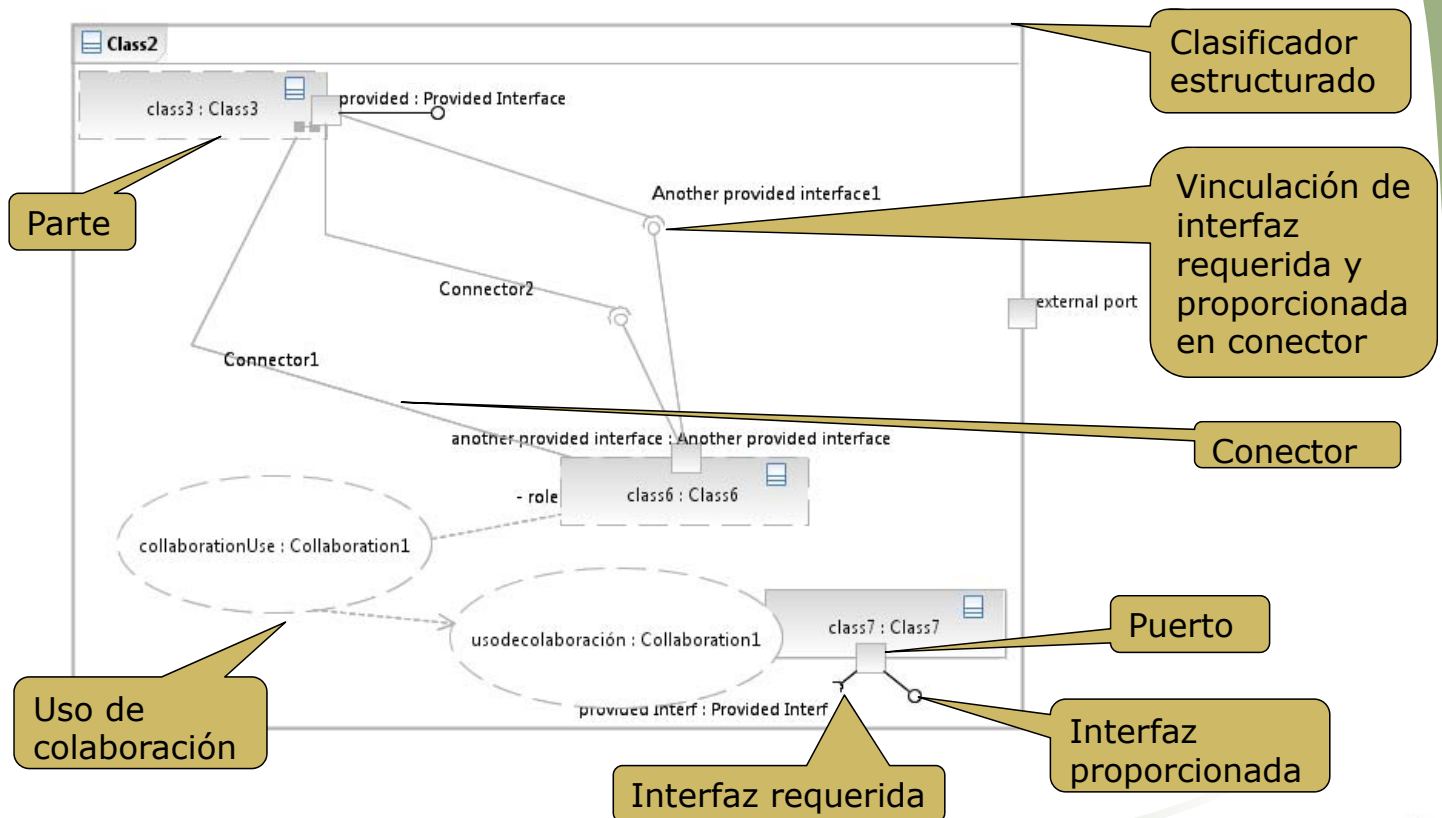 Class2
Clasificador
estructurado
class3 : Class3
provided : Provided Interface
Parte
Another provided interface1
Vinculación de
interfaz
requerida y
proporcionada
en conector
Connector2
external port
Connector1
another provided interface : Another provided interface
Conector
- role
class6 : Class6
collaborationUse : Collaboration1
usodecolaboración : Collaboration1
class7 : Class7
Puerto
Uso de
colaboración
provided Interf : Provided Interf
Interfaz
proporcionada
Interfaz requerida